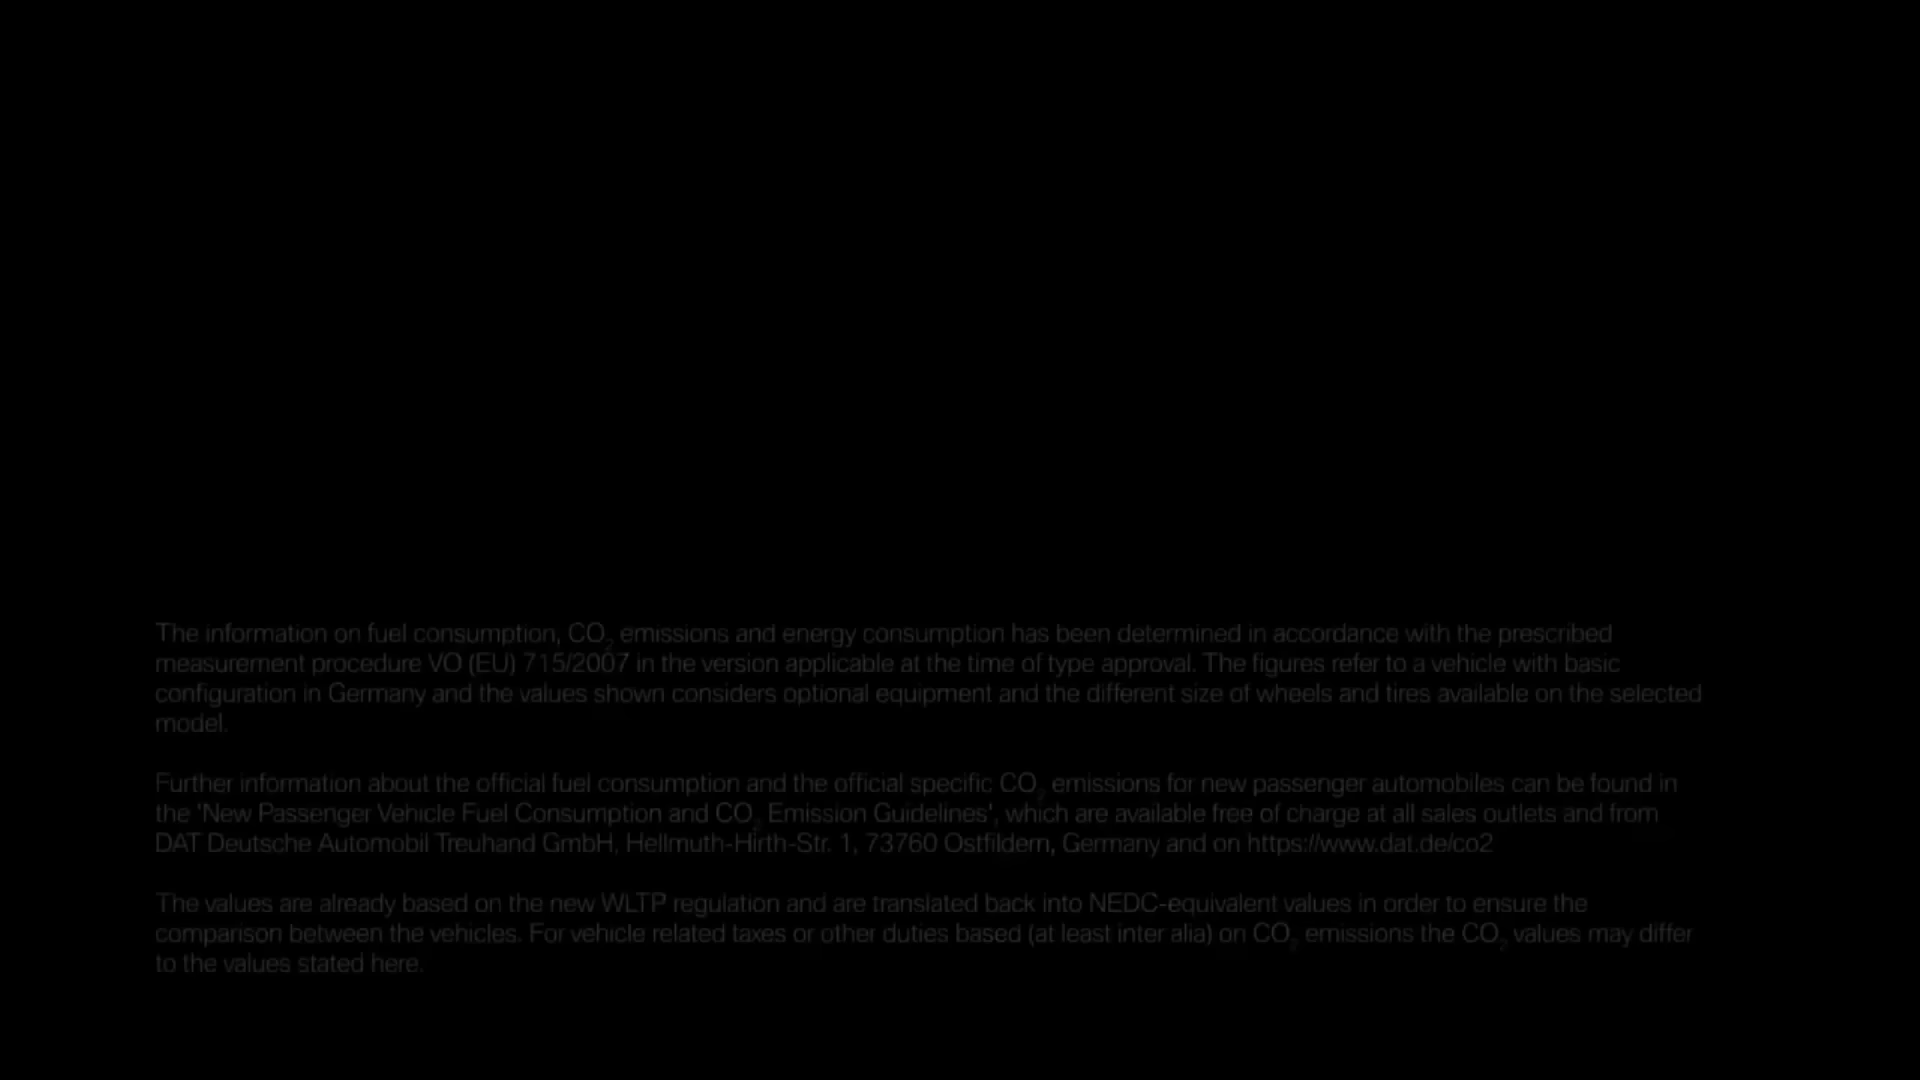 The information on fuel consumption, CO₂ emissions and energy consumption has been determined in accordance with the prescribed
measurement procedure VO (EU) 715/2007 in the version applicable at the time of type approval. The figures refer to a vehicle with basic
configuration in Germany and the values shown considers optional equipment and the different size of wheels and tires available on the selected
model.
Further information about the official fuel consumption and the official specific CO₂ emissions for new passenger automobiles can be found in
the 'New Passenger Vehicle Fuel Consumption and CO₂ Emission Guidelines', which are available free of charge at all sales outlets and from
DAT Deutsche Automobil Treuhand GmbH, Hellmuth-Hirth-Str. 1, 73760 Ostfildern, Germany and on https://www.dat.de/co2
The values are already based on the new WLTP regulation and are translated back into NEDC-equivalent values in order to ensure the
comparison between the vehicles. For vehicle related taxes or other duties based (at least inter alia) on CO₂ emissions the CO₂ values may differ
to the values stated here.